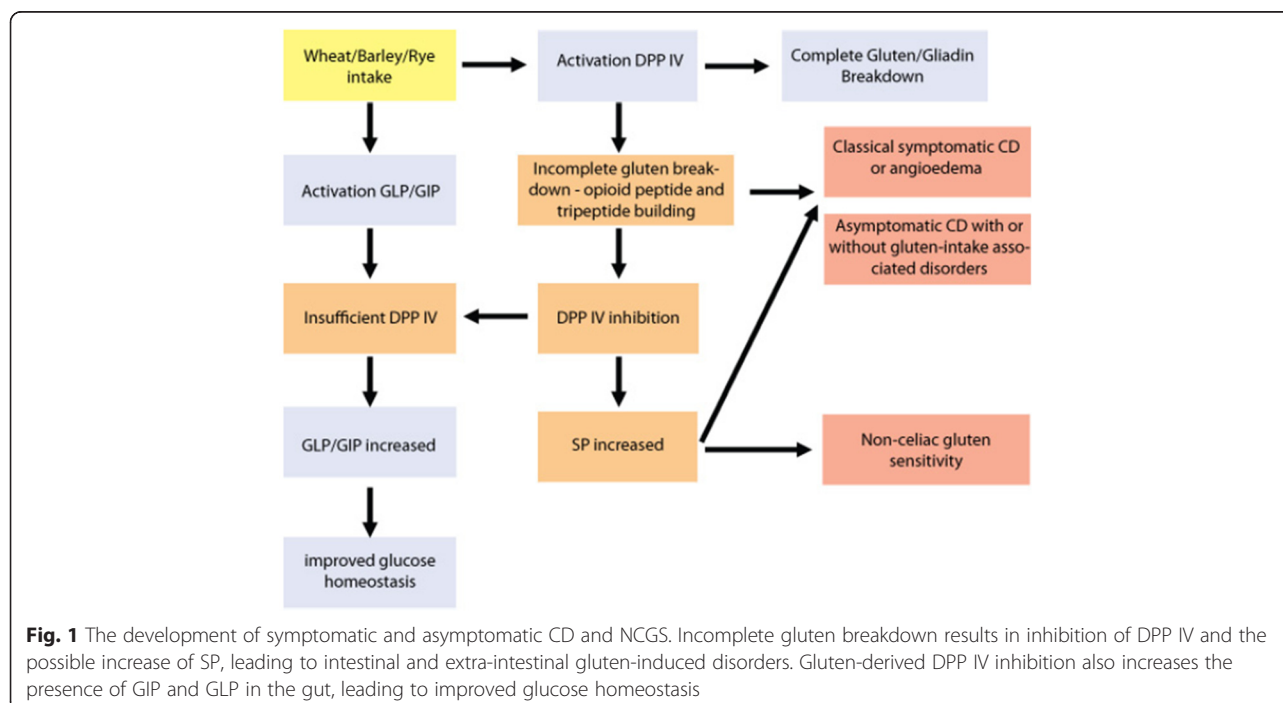 Wheat/Barley/Rye
intake
Activation DPP IV
Complete Gluten/Gliadin
Breakdown
Activation GLP/GIP
Incomplete gluten break-
down - opioid peptide and
tripeptide building
Classical symptomatic CD
or angioedema
Asymptomatic CD with or
without gluten-intake asso-
ciated disorders
Insufficient DPP IV
DPP IV inhibition
GLP/GIP increased
SP increased
Non-celiac gluten
sensitivity
improved glucose
homeostasis
Fig. 1 The development of symptomatic and asymptomatic CD and NCGS. Incomplete gluten breakdown results in inhibition of DPP IV and the
possible increase of SP, leading to intestinal and extra-intestinal gluten-induced disorders. Gluten-derived DPP IV inhibition also increases the
presence of GIP and GLP in the gut, leading to improved glucose homeostasis